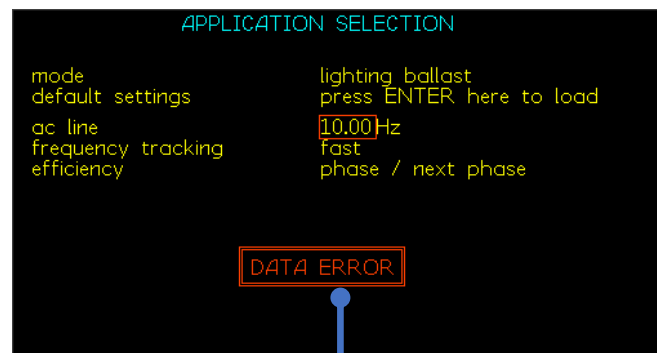 APPLICATION SELECTION
mode lighting ballast
default settings press ENTER here to load
ac line 10.00 Hz
frequency tracking fast
efficiency phase / next phase
DATA ERROR